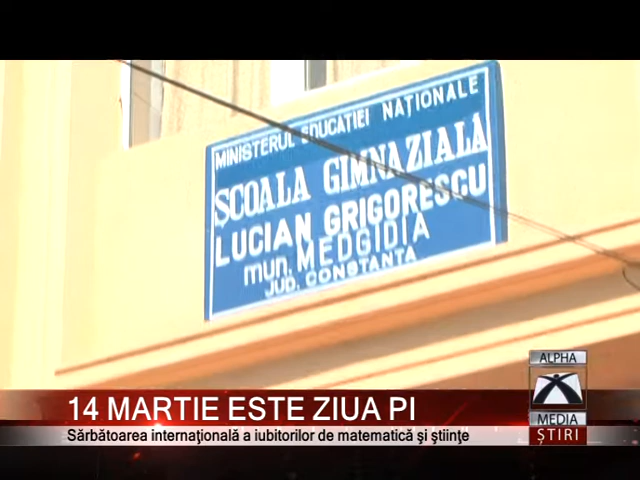 MINISTERUL EDUCAȚIEI NAȚIONALE
ȘCOALA GIMNAZIALĂ
LUCIAN GRIGORESCU
mun. MEDGIDIA
JUD. CONSTANȚA
14 MARTIE ESTE ZIUA PI
Sărbătoarea internaţională a iubitorilor de matematică şi ştiinţe
ALPHA
MEDIA
ŞTIRI